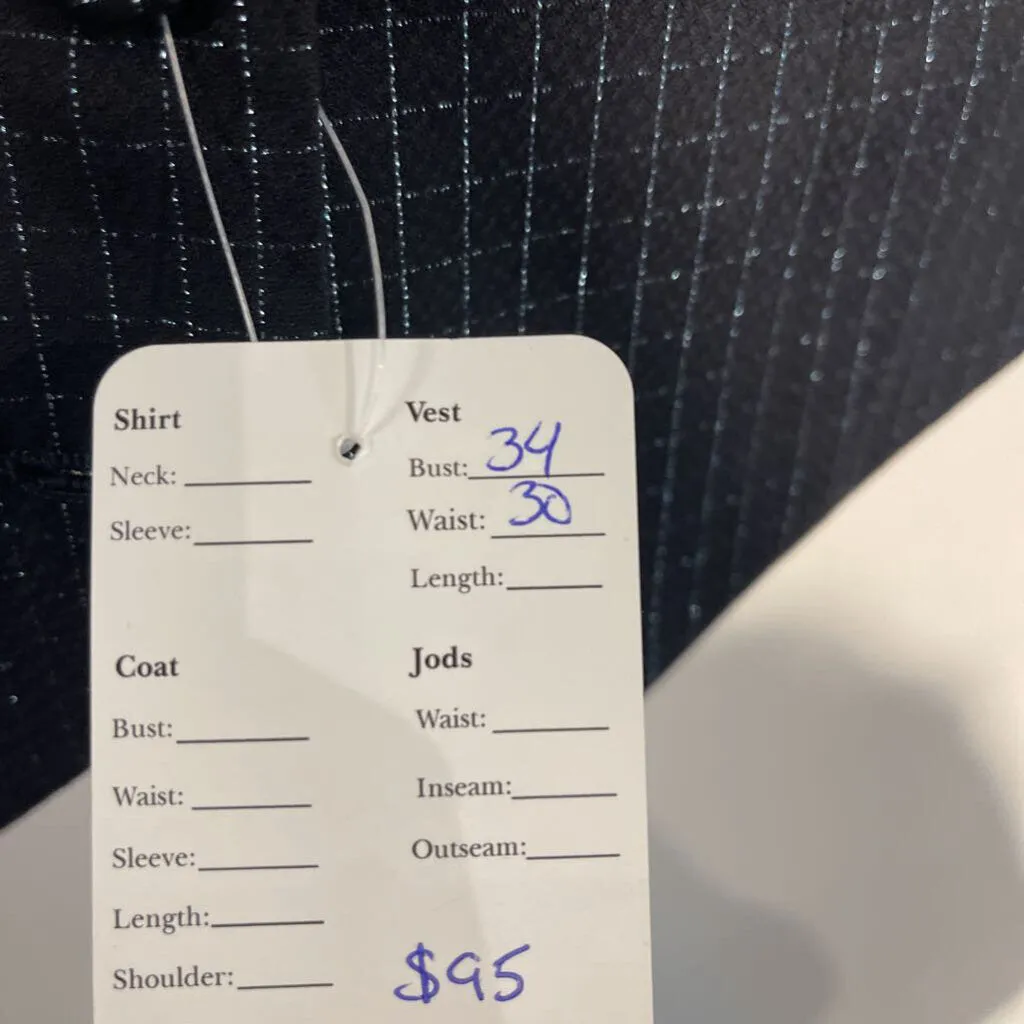 Shirt
Neck:
Sleeve:
Vest
Bust: 34
Waist: 30
Length:
Coat
Bust:
Waist:
Sleeve:
Length:
Shoulder:
Jods
Waist:
Inseam:
Outseam:
$95